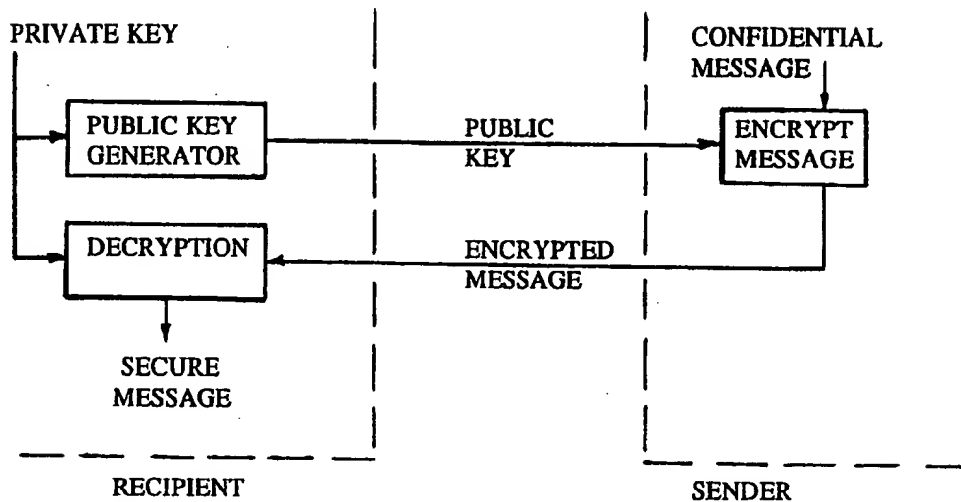 PRIVATE KEY
CONFIDENTIAL
MESSAGE
PUBLIC KEY
GENERATOR
PUBLIC
KEY
ENCRYPT
MESSAGE
DECRYPTION
ENCRYPTED
MESSAGE
SECURE
MESSAGE
RECIPIENT
SENDER